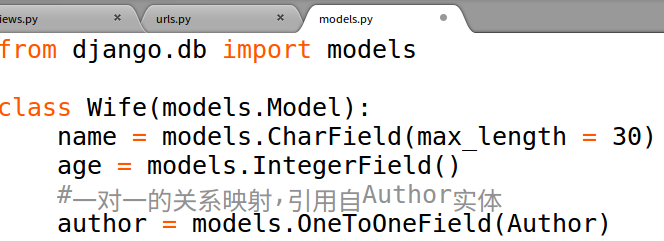 iews.py
urls.py
models.py
from django.db import models
class Wife(models.Model):
name = models.CharField(max_length = 30)
age = models.IntegerField()
#一对一的关系映射,引用自Author实体
author = models.OneToOneField(Author)